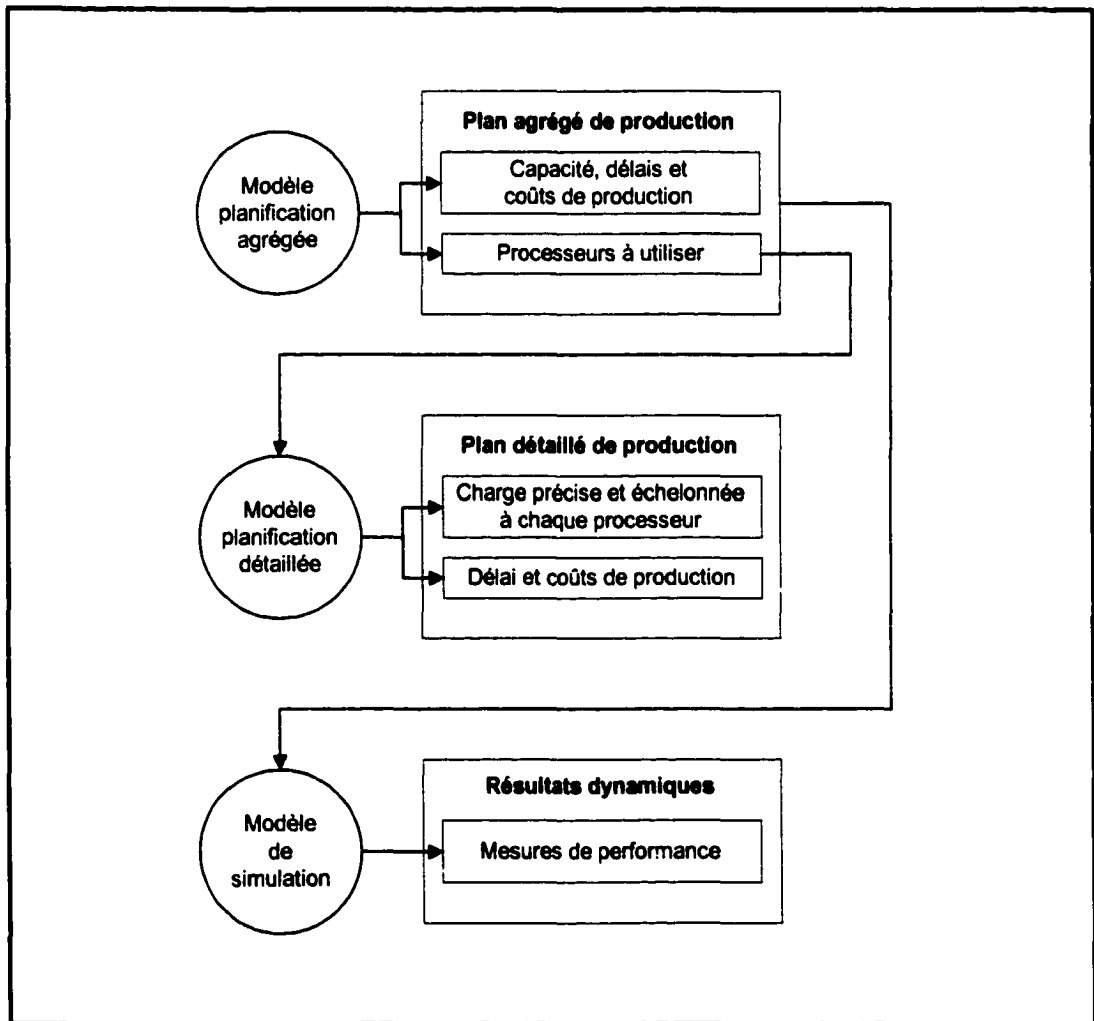 Plan agrégé de production
Modèle
planification
agrégée
Capacité, délais et
coûts de production
Processeurs à utiliser
Plan détaillé de production
Modèle
planification
détaillée
Charge précise et échelonnée
à chaque processeur
Délai et coûts de production
Résultats dynamiques
Modèle
de
simulation
Mesures de performance